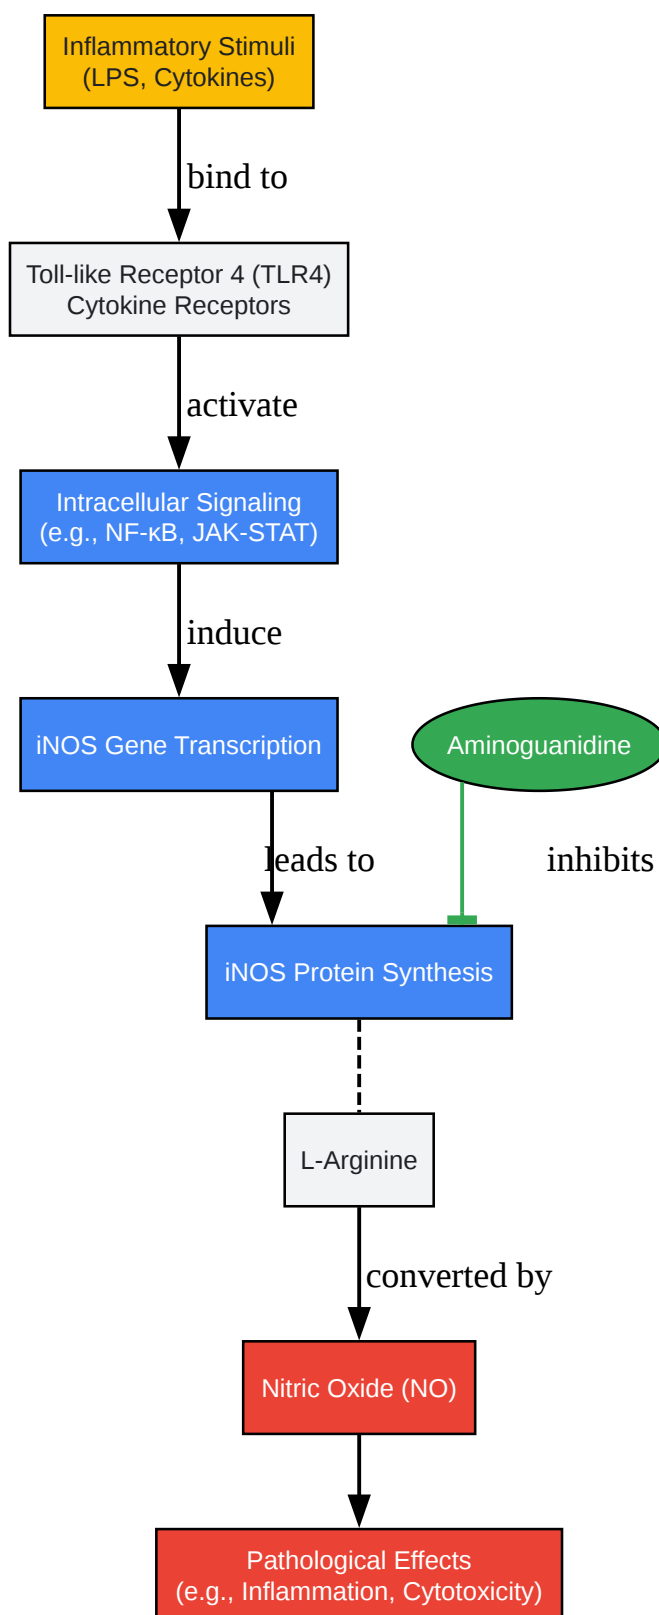 Inflammatory Stimuli
(LPS, Cytokines)
bind to
Toll-like Receptor 4 (TLR4)
Cytokine Receptors
activate
Intracellular Signaling
(e.g., NF-κB, JAK-STAT)
induce
iNOS Gene Transcription
Aminoguanidine
leads to
inhibits
iNOS Protein Synthesis
L-Arginine
converted by
Nitric Oxide (NO)
Pathological Effects
(e.g., Inflammation, Cytotoxicity)